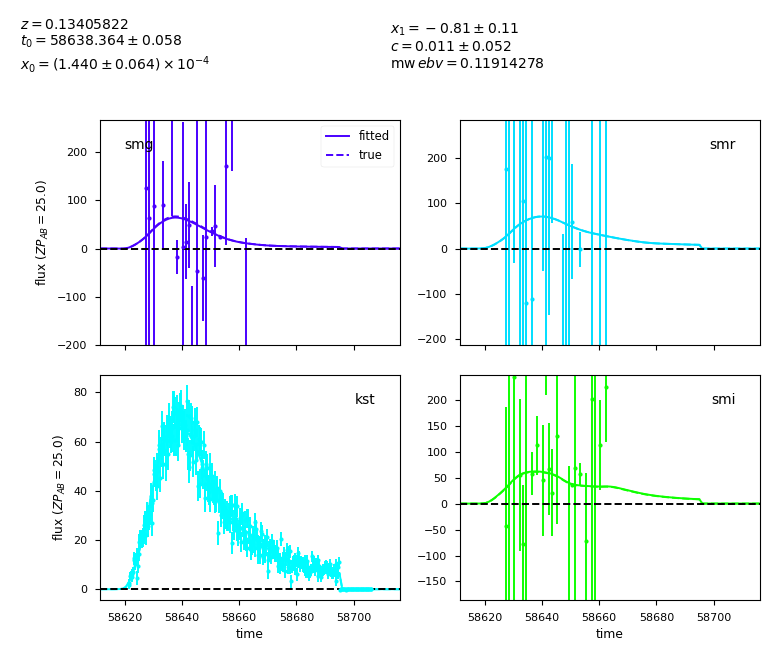 z = 0.13405822
t₀ = 58638.364 ± 0.058
x₀ = (1.440 ± 0.064) × 10⁻⁴
x₁ = −0.81 ± 0.11
c = 0.011 ± 0.052
mw ebv = 0.11914278
smg
fitted
true
200
100
0
−100
−200
flux (ZP_AB = 25.0)
smr
200
100
0
−100
−200
kst
80
60
40
20
0
flux (ZP_AB = 25.0)
58620 58640 58660 58680 58700
time
smi
200
150
100
50
0
−50
−100
−150
58620 58640 58660 58680 58700
time